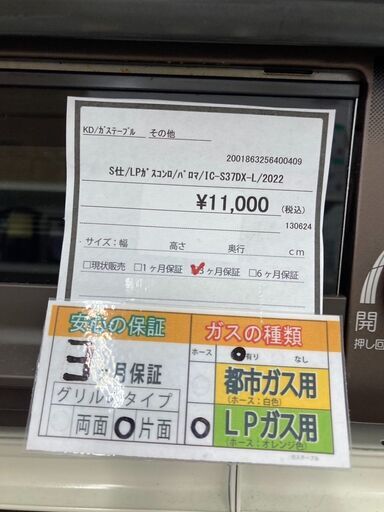 KD/ガステーブル その他
2001863256400409
S仕/LPガスコンロ/パロマ/IC-S37DX-L/2022
¥11,000 (税込)
130624
サイズ:幅 高さ 奥行 cm
□現状販売 □1ヶ月保証 □3ヶ月保証 □6ヶ月保証
安心の保証
3ヶ月保証
グリルのタイプ
両面 片面
ガスの種類
ホース 有り なし
都市ガス用
(ホース:白色)
LPガス用
(ホース:オレンジ色)
開
押し回